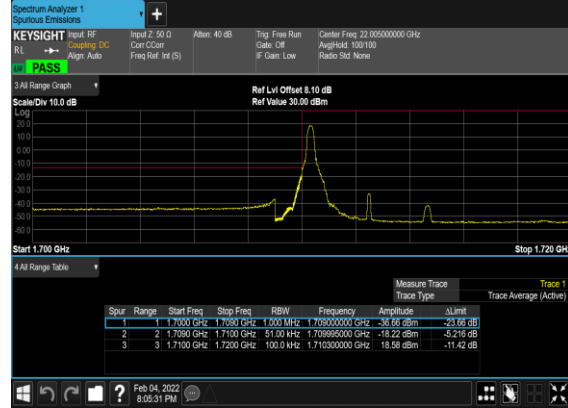 Spectrum Analyzer 1
Spurious Emissions
+
KEYSIGHT Input: RF Input Z: 50 Ω Atten: 40 dB Trig: Free Run Center Freq: 22.005000000 GHz
RL Coupling: DC Corr CCorr Gate: Off Avg|Hold: 100/100
Align: Auto Freq Ref: Int (S) IF Gain: Low Radio Std: None
PASS
3 All Range Graph
Ref Lvl Offset 8.10 dB
Scale/Div 10.0 dB Ref Value 30.00 dBm
Log
20.0
10.0
0.00
-10.0
-20.0
-30.0
-40.0
-50.0
-60.0
Start 1.700 GHz Stop 1.720 GH
4 All Range Table
Measure Trace Trace 1
Trace Type Trace Average (Active)
Spur Range Start Freq Stop Freq RBW Frequency Amplitude ΔLimit
1 1 1.7000 GHz 1.7090 GHz 1.000 MHz 1.709000000 GHz -36.66 dBm -23.66 dB
2 2 1.7090 GHz 1.7100 GHz 51.00 kHz 1.709995000 GHz -18.22 dBm -5.216 dB
3 3 1.7100 GHz 1.7200 GHz 100.0 kHz 1.710300000 GHz 18.58 dBm -11.42 dB
? Feb 04, 2022
8:05:31 PM